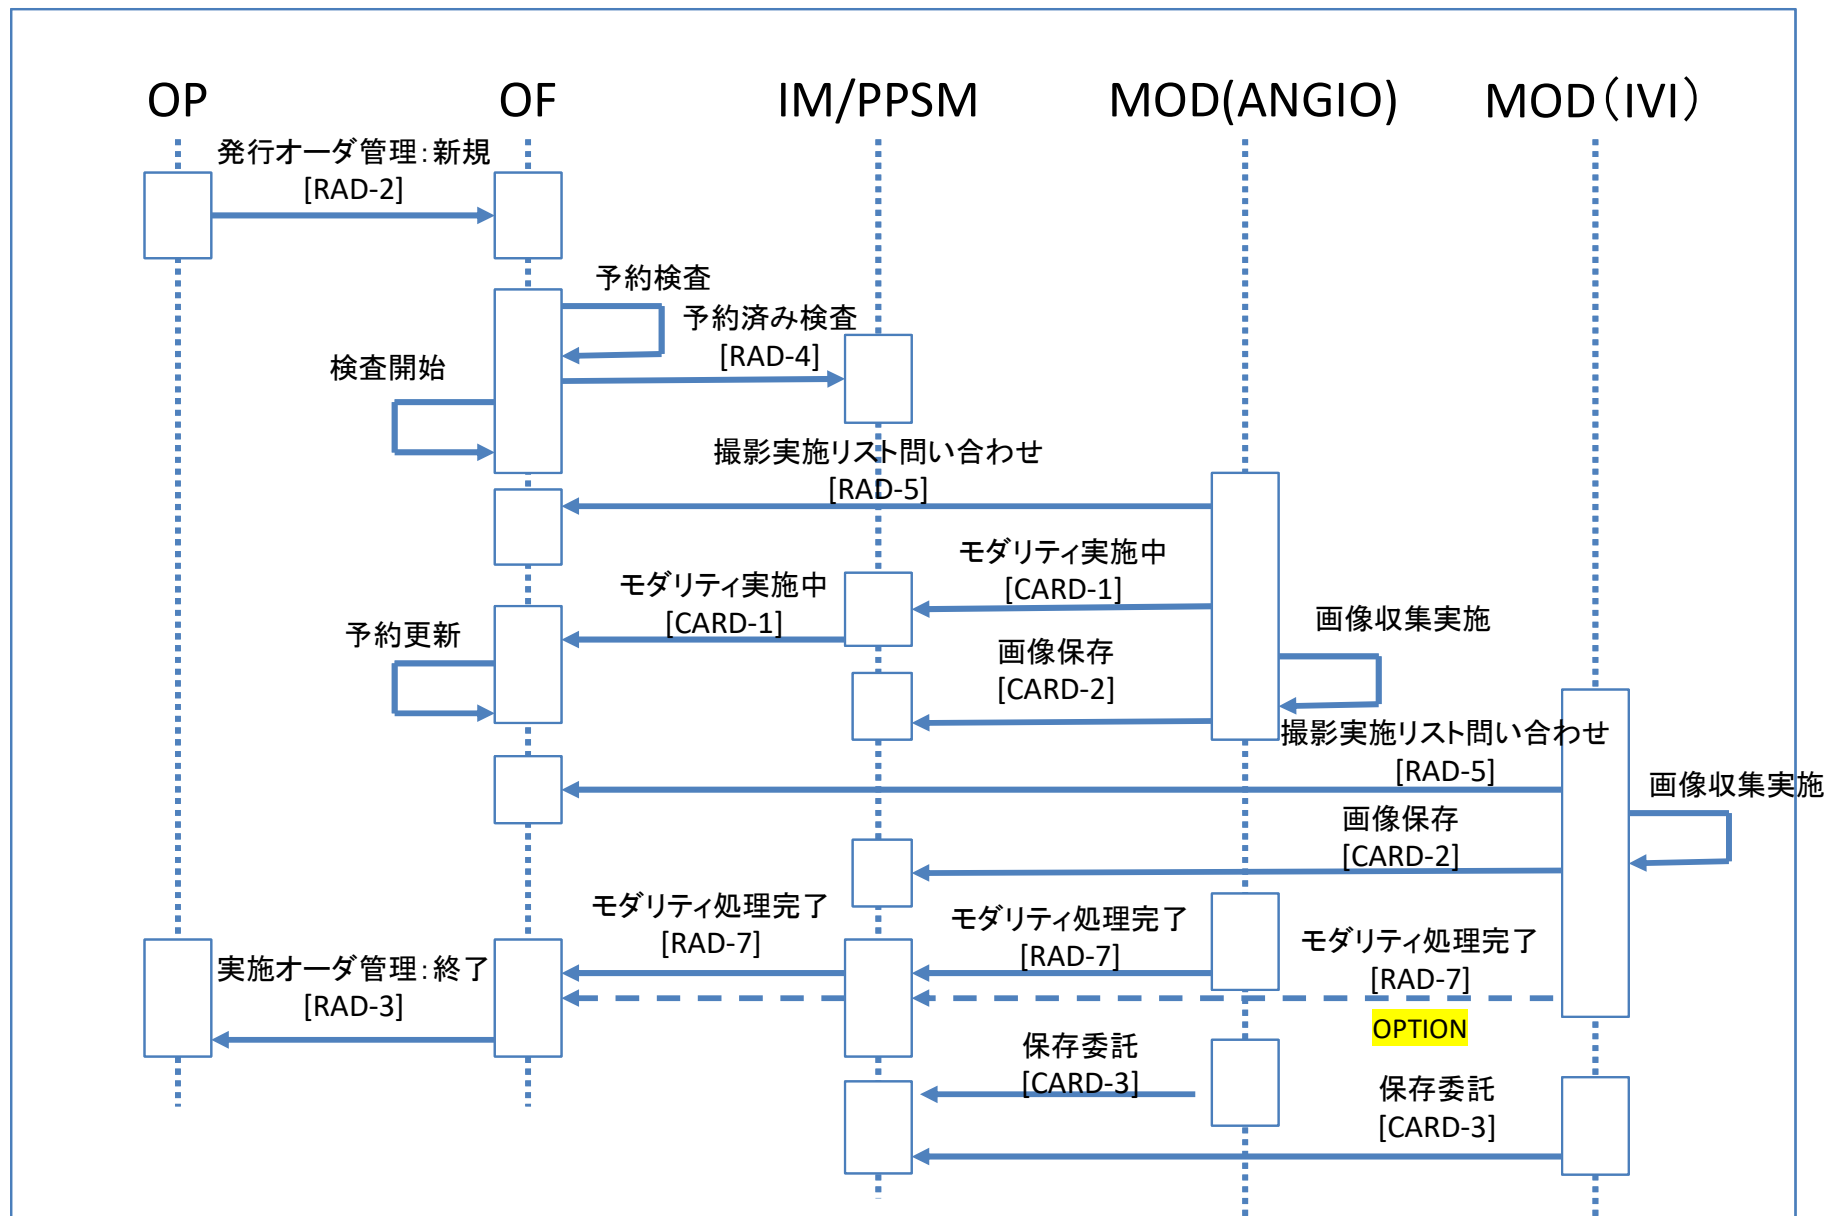 OP
OF
IM/PPSM
MOD(ANGIO)
MOD（IVI）
発行オーダ管理：新規
[RAD-2]
予約検査
予約済み検査
[RAD-4]
検査開始
撮影実施リスト問い合わせ
[RAD-5]
モダリティ実施中
[CARD-1]
モダリティ実施中
[CARD-1]
画像収集実施
予約更新
画像保存
[CARD-2]
撮影実施リスト問い合わせ
[RAD-5]
画像収集実施
画像保存
[CARD-2]
モダリティ処理完了
[RAD-7]
モダリティ処理完了
[RAD-7]
モダリティ処理完了
[RAD-7]
実施オーダ管理：終了
[RAD-3]
OPTION
保存委託
[CARD-3]
保存委託
[CARD-3]